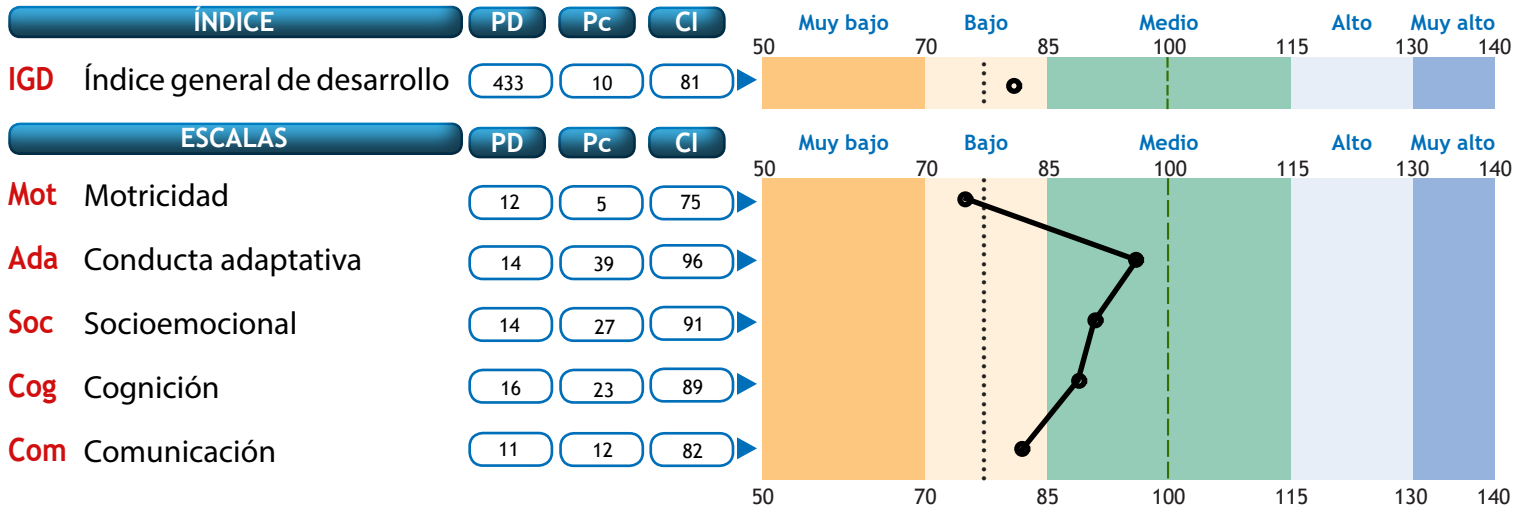 ÍNDICE PD Pc CI Muy bajo Bajo Medio Alto Muy alto
50 70 85 100 115 130 140
IGD Índice general de desarrollo 433 10 81
ESCALAS PD Pc CI Muy bajo Bajo Medio Alto Muy alto
50 70 85 100 115 130 140
Mot Motricidad 12 5 75
Ada Conducta adaptativa 14 39 96
Soc Socioemocional 14 27 91
Cog Cognición 16 23 89
Com Comunicación 11 12 82
50 70 85 100 115 130 140